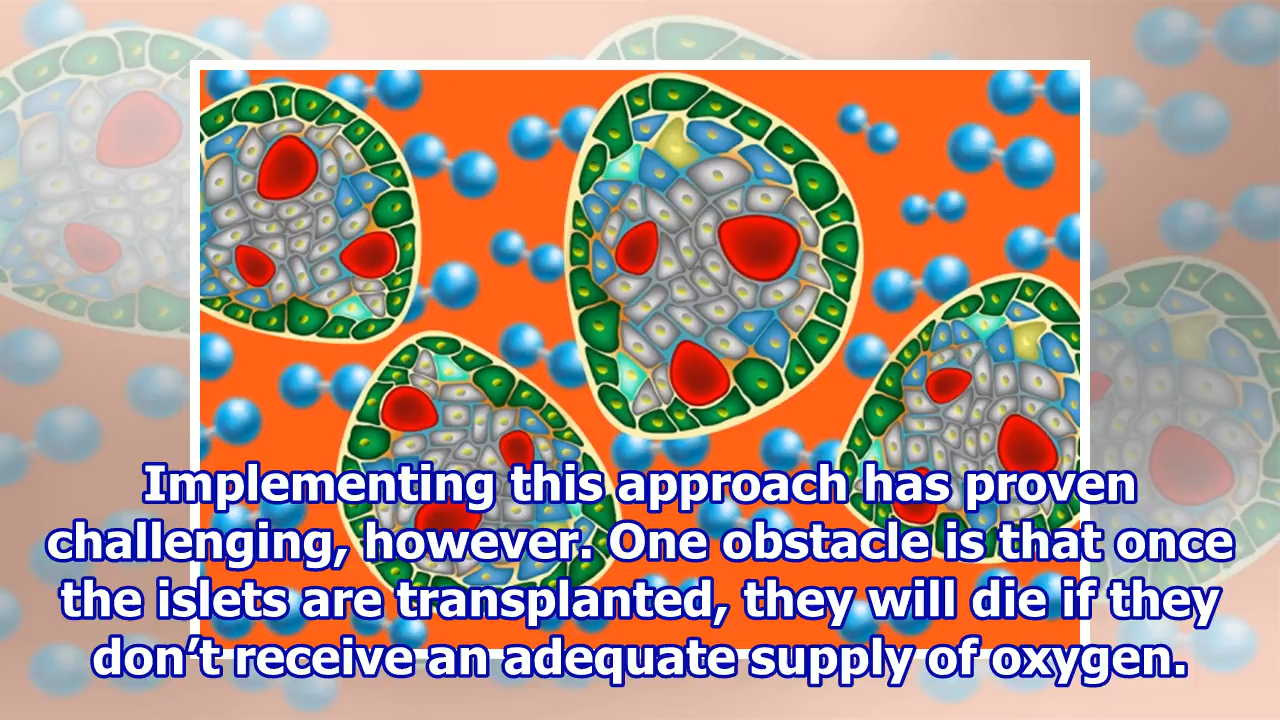 Implementing this approach has proven
challenging, however. One obstacle is that once
the islets are transplanted, they will die if they
don’t receive an adequate supply of oxygen.